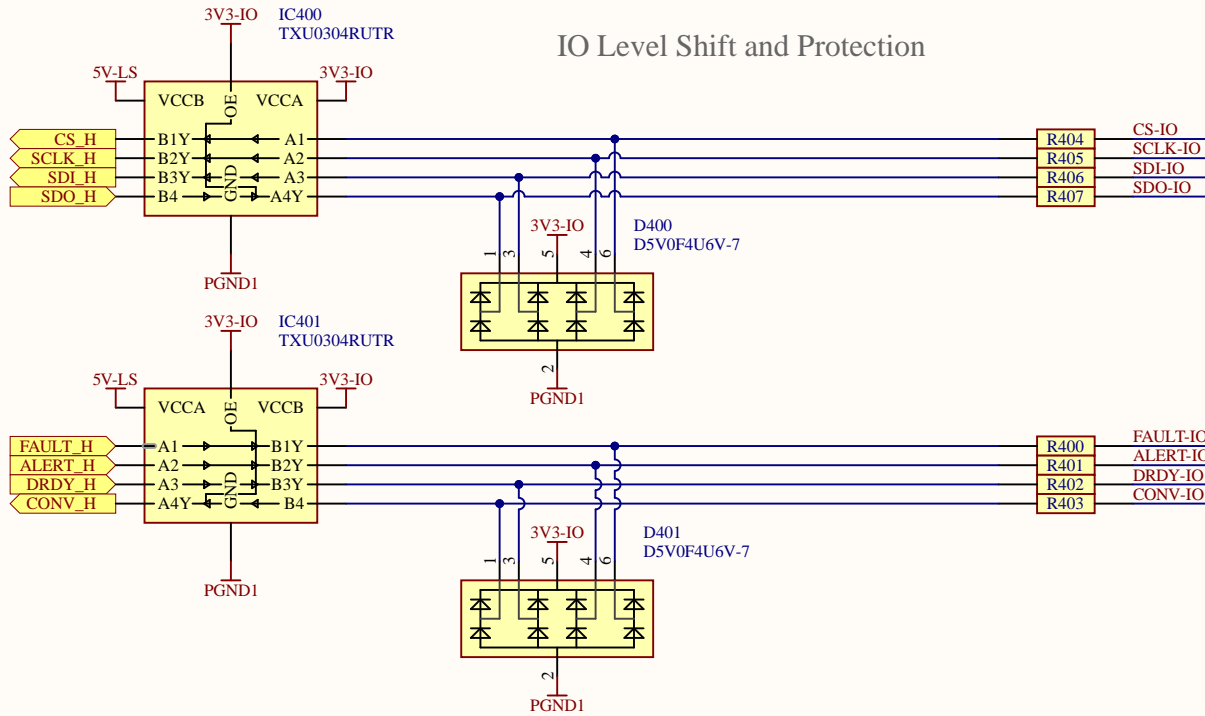 IO Level Shift and Protection
3V3-IO
IC400
TXU0304RUTR
5V-LS
3V3-IO
VCCB
OE
VCCA
CS_H
B1Y
A1
R404
CS-IO
SCLK_H
B2Y
A2
R405
SCLK-IO
SDI_H
B3Y
A3
R406
SDI-IO
SDO_H
B4
GND
A4Y
R407
SDO-IO
PGND1
3V3-IO
D400
D5V0F4U6V-7
1
3
5
4
6
2
PGND1
3V3-IO
IC401
TXU0304RUTR
5V-LS
3V3-IO
VCCA
OE
VCCB
FAULT_H
A1
B1Y
R400
FAULT-IO
ALERT_H
A2
B2Y
R401
ALERT-IO
DRDY_H
A3
B3Y
R402
DRDY-IO
CONV_H
A4Y
GND
B4
R403
CONV-IO
PGND1
3V3-IO
D401
D5V0F4U6V-7
1
3
5
4
6
2
PGND1